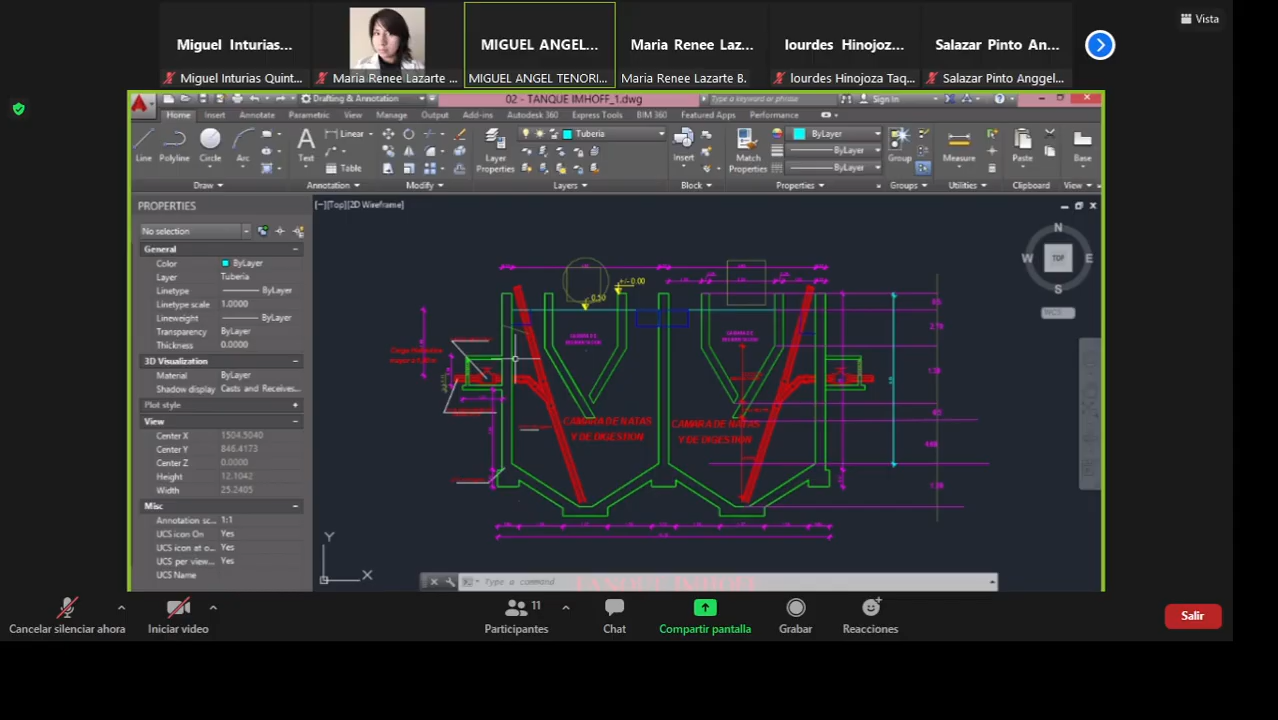 Vista
Miguel Inturias...
MIGUEL ANGEL...
Maria Renee Laz...
lourdes Hinojoz...
Salazar Pinto An...
Miguel Inturias Quint...
Maria Renee Lazarte ...
MIGUEL ANGEL TENORI...
Maria Renee Lazarte B.
lourdes Hinojoza Taq...
Salazar Pinto Anggel...
Drafting & Annotation
02 - TANQUE IMHOFF_1.dwg
Type a keyword or phrase
Sign In
Home Insert Annotate Parametric View Manage Output Add-ins Autodesk 360 Express Tools BIM 360 Featured Apps Performance
Line Polyline Circle Arc Text Linear Table Layer Properties Tuberia Insert Match Properties ByLayer Group Measure Paste Base
ByLayer
ByLayer
Draw Annotation Modify Layers Block Properties Groups Utilities Clipboard View
PROPERTIES
[−][Top][2D Wireframe]
No selection
General
Color ByLayer
Layer Tuberia
Linetype ByLayer
Linetype scale 1.0000
Lineweight ByLayer
Transparency ByLayer
Thickness 0.0000
3D Visualization
Material ByLayer
Shadow display Casts and Receives...
Plot style
View
Center X 1504.5040
Center Y 846.4173
Center Z 0.0000
Height 12.1042
Width 25.2405
Misc
Annotation sc... 1:1
UCS icon On Yes
UCS icon at o... Yes
UCS per view... Yes
UCS Name
N
W TOP E
S
WCS
+/- 0.00
0.50
CAMARA DE NATAS
Y DE DIGESTION
CAMARA DE NATAS
Y DE DIGESTION
Y
X
Type a command
TANQUE IMHOFF
11
Cancelar silenciar ahora
Iniciar video
Participantes
Chat
Compartir pantalla
Grabar
Reacciones
Salir